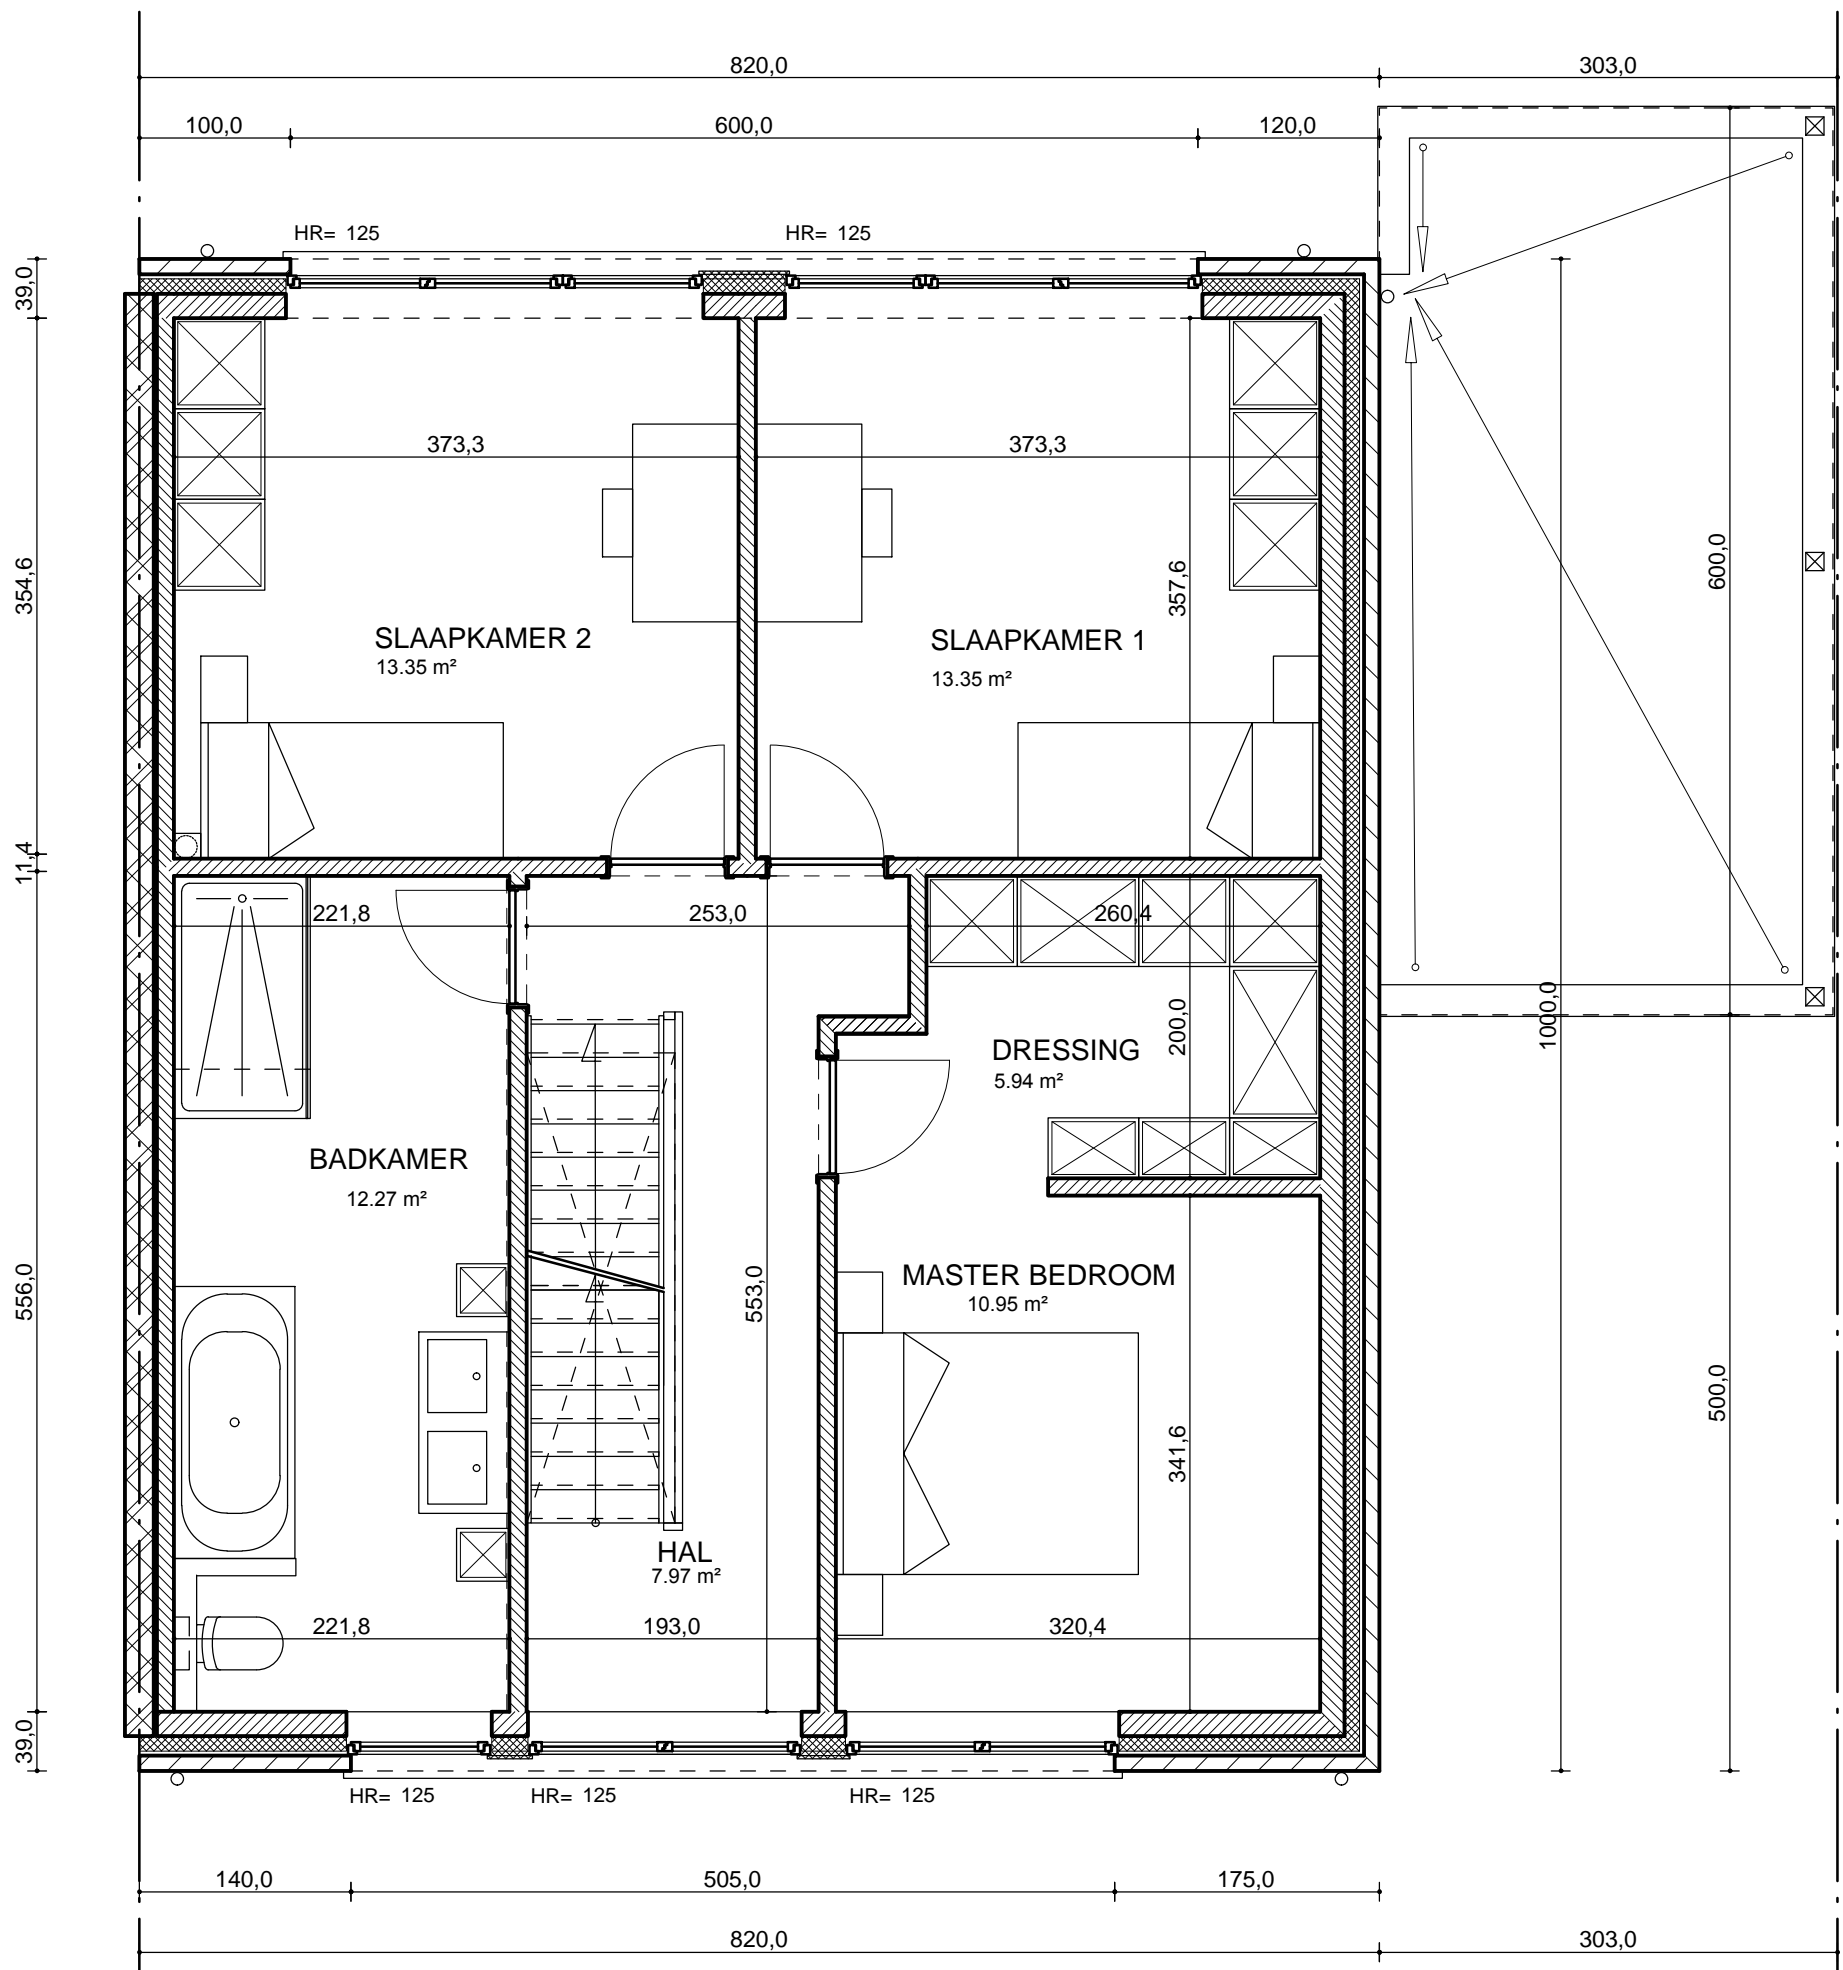 820,0 303,0
100,0 600,0 120,0
HR= 125 HR= 125
39,0
373,3 373,3
354,6
357,6
600,0
SLAAPKAMER 2 SLAAPKAMER 1
13.35 m² 13.35 m²
11,4
221,8 253,0 260,4
200,0
1000,0
DRESSING
5.94 m²
BADKAMER
12.27 m²
MASTER BEDROOM
10.95 m²
556,0
553,0
500,0
341,6
HAL
7.97 m²
221,8 193,0 320,4
39,0
HR= 125 HR= 125 HR= 125
140,0 505,0 175,0
820,0 303,0